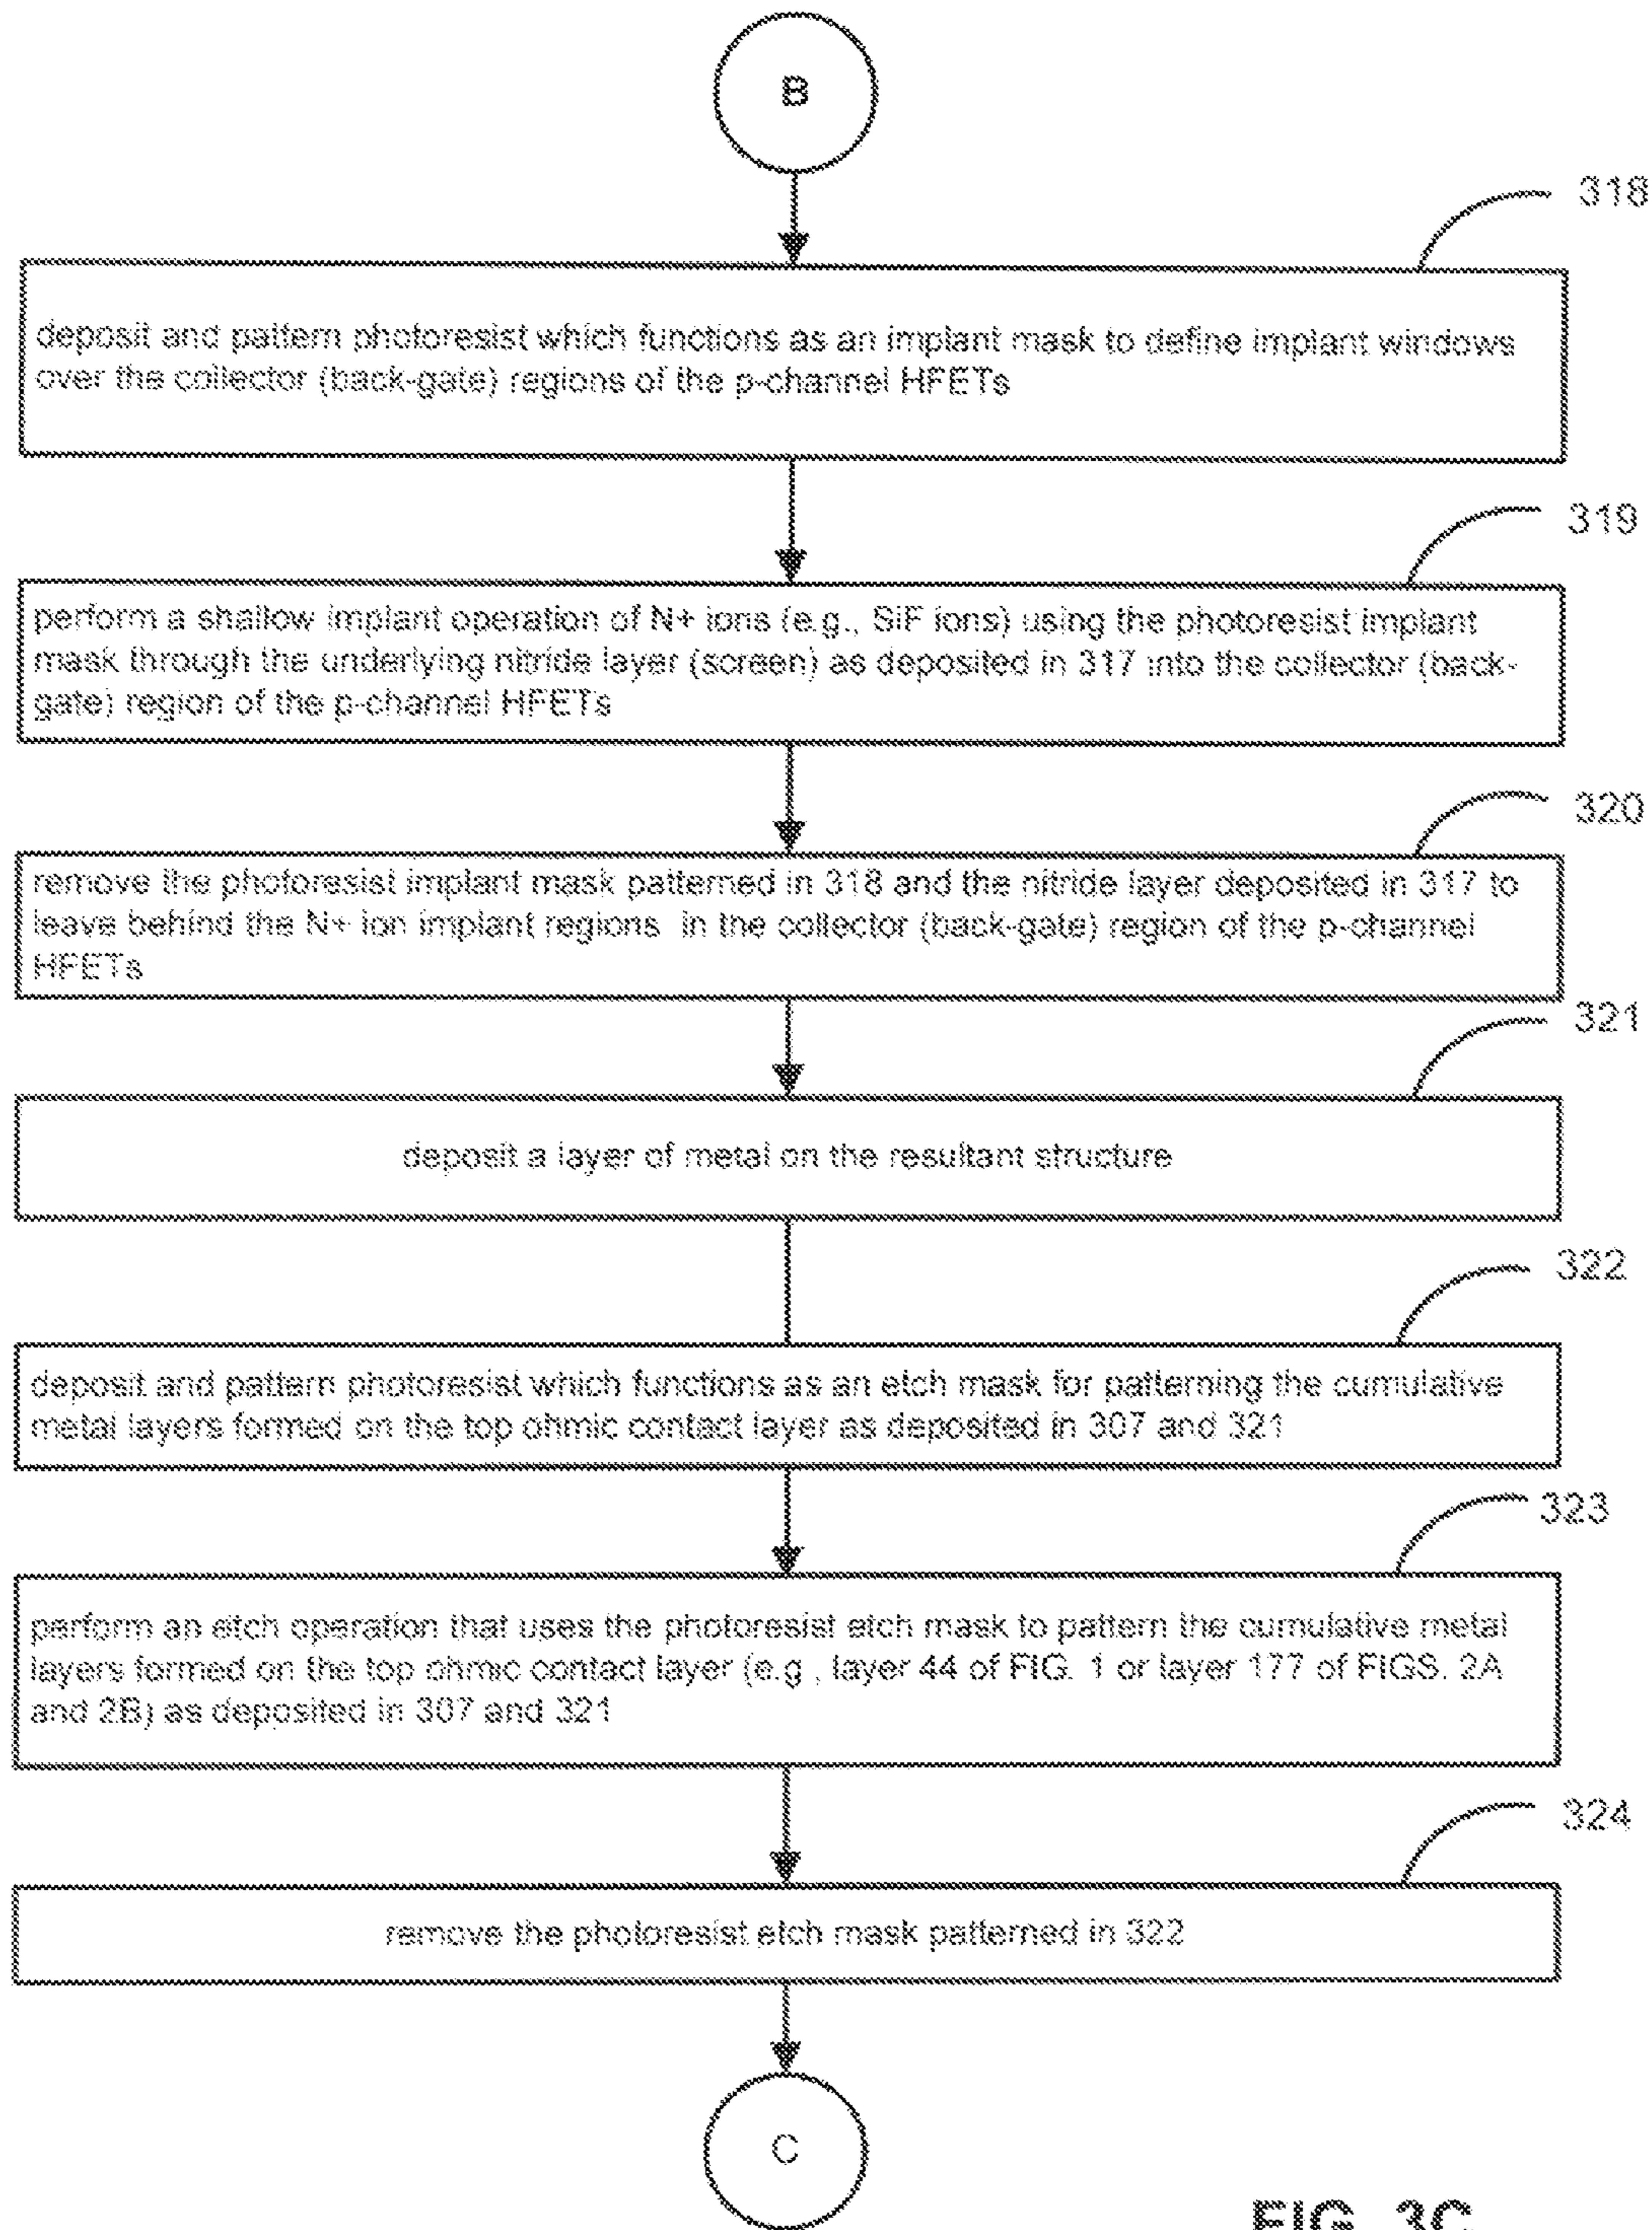 B
318
deposit and pattern photoresist which functions as an implant mask to define implant windows
over the collector (back-gate) regions of the p-channel HFETs
319
perform a shallow implant operation of N+ ions (e.g., SiF ions) using the photoresist implant
mask through the underlying nitride layer (screen) as deposited in 317 into the collector (back-
gate) region of the p-channel HFETs
320
remove the photoresist implant mask patterned in 318 and the nitride layer deposited in 317 to
leave behind the N+ ion implant regions in the collector (back-gate) region of the p-channel
HFETs
321
deposit a layer of metal on the resultant structure
322
deposit and pattern photoresist which functions as an etch mask for patterning the cumulative
metal layers formed on the top ohmic contact layer as deposited in 307 and 321
323
perform an etch operation that uses the photoresist etch mask to pattern the cumulative metal
layers formed on the top ohmic contact layer (e.g., layer 44 of FIG. 1 or layer 177 of FIGS. 2A
and 2B) as deposited in 307 and 321
324
remove the photoresist etch mask patterned in 322
C
FIG. 3C